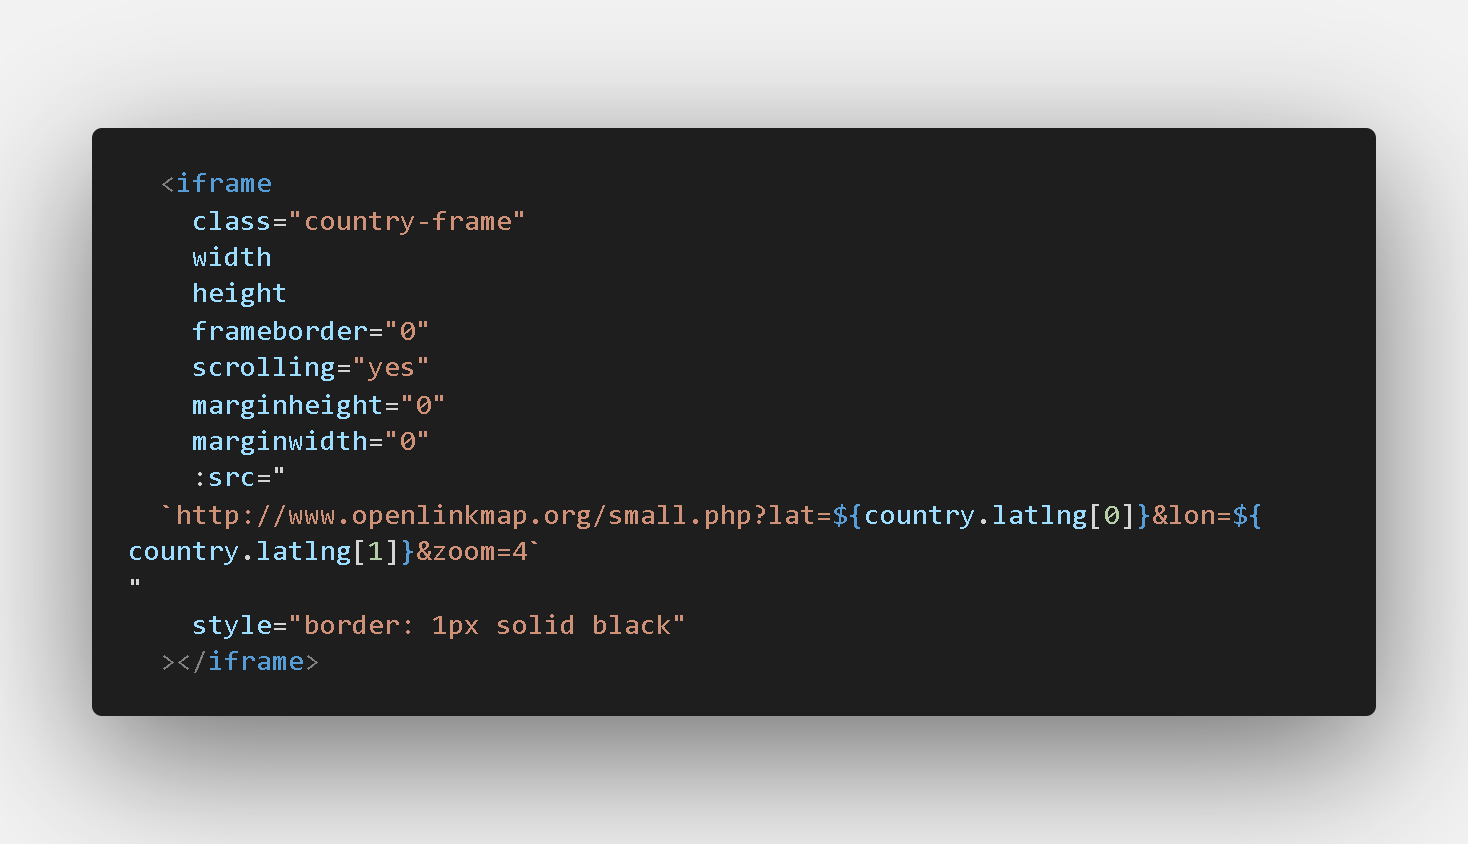 <iframe
class="country-frame"
width
height
frameborder="0"
scrolling="yes"
marginheight="0"
marginwidth="0"
:src="
`http://www.openlinkmap.org/small.php?lat=${country.latlng[0]}&lon=${
country.latlng[1]}&zoom=4`
"
style="border: 1px solid black"
></iframe>